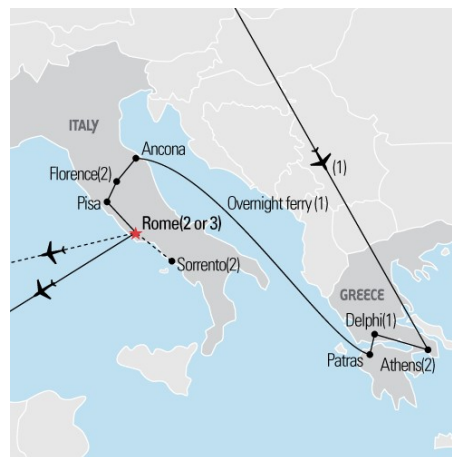 ITALY
Ancona
Florence(2)
(1)
Pisa
Overnight ferry (1)
Rome(2 or 3)
Sorrento(2)
GREECE
Delphi(1)
Patras
Athens(2)